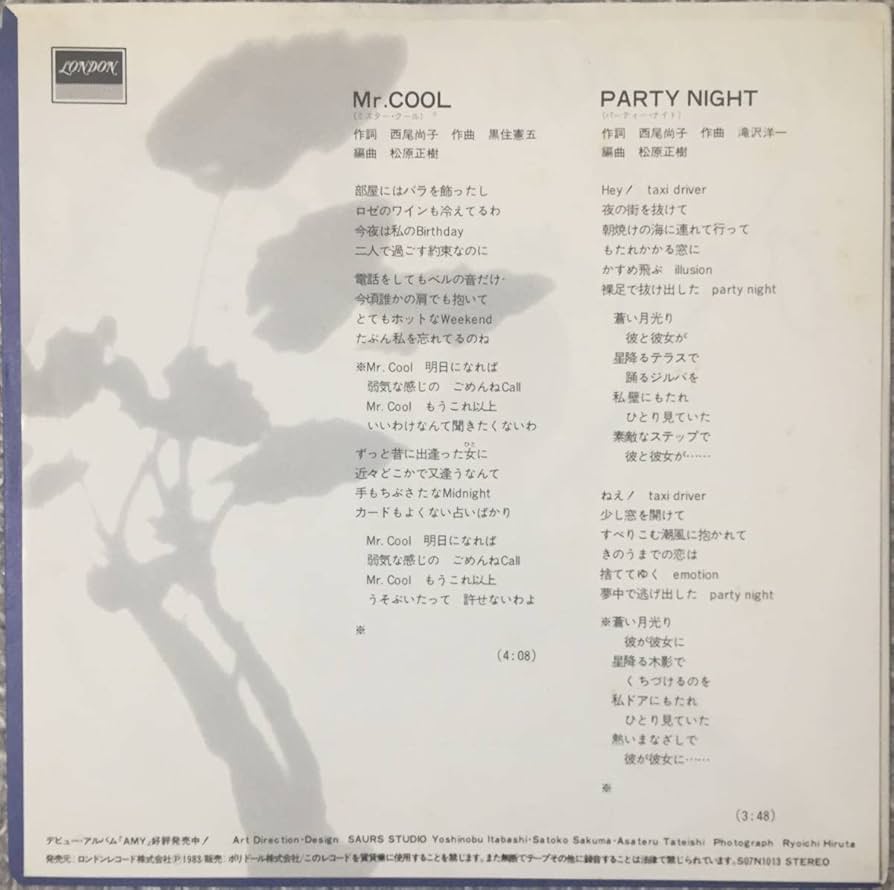 LONDON
Mr.COOL
(ミスター・クール)
作詞 西尾尚子 作曲 黒住憲五
編曲 松原正樹
部屋にはバラを飾ったし
ロゼのワインも冷えてるわ
今夜は私のBirthday
二人で過ごす約束なのに
電話をしてもベルの音だけ・
今頃誰かの肩でも抱いて
とてもホットなWeekend
たぶん私を忘れてるのね
※Mr. Cool 明日になれば
弱気な感じの ごめんねCall
Mr. Cool もうこれ以上
いいわけなんて聞きたくないわ
ひと
ずっと昔に出逢った女に
近々どこかで又逢うなんて
手もちぶさたなMidnight
カードもよくない占いばかり
Mr. Cool 明日になれば
弱気な感じの ごめんねCall
Mr. Cool もうこれ以上
うそぶいたって 許せないわよ
※
(4:08)
PARTY NIGHT
(パーティー・ナイト)
作詞 西尾尚子 作曲 滝沢洋一
編曲 松原正樹
Hey! taxi driver
夜の街を抜けて
朝焼けの海に連れて行って
もたれかかる窓に
かすめ飛ぶ illusion
裸足で抜け出した party night
蒼い月光り
彼と彼女が
星降るテラスで
踊るジルバを
私壁にもたれ
ひとり見ていた
素敵なステップで
彼と彼女が……
ねえ! taxi driver
少し窓を開けて
すべりこむ潮風に抱かれて
きのうまでの恋は
捨ててゆく emotion
夢中で逃げ出した party night
※蒼い月光り
彼が彼女に
星降る木影で
くちづけるのを
私ドアにもたれ
ひとり見ていた
熱いまなざしで
彼が彼女に……
※
(3:48)
デビュー・アルバム「AMY」好評発売中! Art Direction・Design SAURS STUDIO Yoshinobu Itabashi・Satoko Sakuma・Asateru Tateishi Photograph Ryoichi Hiruta
発売元:ロンドンレコード株式会社Ⓟ1983/販売:ポリドール株式会社/このレコードを賃貸業に使用することを禁じます。また無断でテープその他に録音することは法律で禁じられています。S07N1013 STEREO